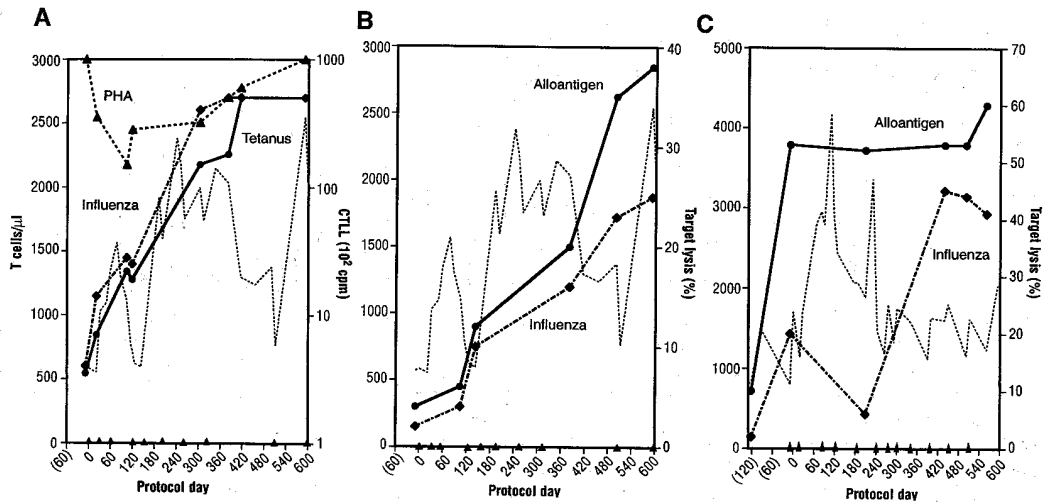 A
3000
2500
2000
1500
1000
500
0
T cells/µl
PHA
Tetanus
Influenza
1000
100
10
1
CTLL (10² cpm)
(60) 0 60 120 180 240 300 360 420 480 540 600
Protocol day
B
3000
2500
2000
1500
1000
500
0
Alloantigen
Influenza
40
30
20
10
0
Target lysis (%)
(60) 0 60 120 180 240 300 360 420 480 540 600
Protocol day
C
5000
4000
3000
2000
1000
0
Alloantigen
Influenza
70
60
50
40
30
20
10
0
Target lysis (%)
(120) (60) 0 60 120 180 240 300 360 420 480 540 600
Protocol day